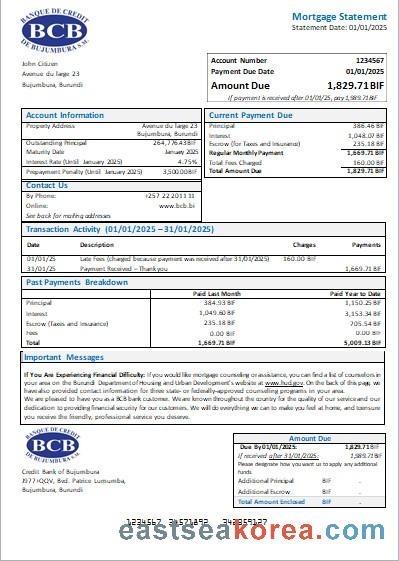 BANQUE DE CREDIT
BCB
DE BUJUMBURA S.M.
Mortgage Statement
Statement Date: 01/01/2025
John Citizen
Avenue du large 23
Bujumbura, Burundi
Account Number 1234567
Payment Due Date 01/01/2025
Amount Due 1,829.71 BIF
If payment is received after 01/01/25, pay 1,989.71 BIF
Account Information
Property Address Avenue du large 23
Bujumbura, Burundi
Outstanding Principal 264,776.43BIF
Maturity Date January 2025
Interest Rate (Until January 2025) 4.75%
Prepayment Penalty (Until January 2025) 3,500.00BIF
Contact Us
By Phone: +257 22 20 11 11
Online: www.bcb.bi
See back for mailing addresses
Current Payment Due
Principal 386.46 BIF
Interest 1,048.07 BIF
Escrow (for Taxes and Insurance) 235.18 BIF
Regular Monthly Payment 1,669.71 BIF
Total Fees Charged 160.00 BIF
Total Amount Due 1,829.71 BIF
Transaction Activity (01/01/2025 – 31/01/2025)
Date Description Charges Payments
01/01/25 Late Fees (charged because payment was received after 31/01/2025) 160.00 BIF
31/01/25 Payment Received – Thank you 1,669.71 BIF
Past Payments Breakdown
Paid Last Month Paid Year to Date
Principal 384.93 BIF 1,150.25 BIF
Interest 1,049.60 BIF 3,153.34 BIF
Escrow (Taxes and Insurance) 235.18 BIF 705.54 BIF
Fees 0.00 BIF 0.00 BIF
Total 1,669.71 BIF 5,009.13 BIF
Important Messages
If You Are Experiencing Financial Difficulty: If you would like mortgage counseling or assistance, you can find a list of counselors in
your area on the Burundi Department of Housing and Urban Development's website at www.hud.gov. On the back of this page, we
have also provided contact information for three state- or federally-approved counseling programs in your area.
We are pleased to have you as a BCB bank customer. We are known throughout the country for the quality of our service and our
dedication to providing financial security for our customers. We will do everything we can to make you feel at home, and to ensure
you receive the friendly, professional service you deserve.
BANQUE DE CREDIT
BCB
DE BUJUMBURA S.M.
Credit Bank of Bujumbura
J977+QQV, Bvd. Patrice Lumumba,
Bujumbura, Burundi
Amount Due
Due By 01/01/2025: 1,829.71 BIF
If received after 31/01/2025: 1,989.71 BIF
Please designate how you want us to apply any additional
funds.
Additional Principal BIF -
Additional Escrow BIF -
Total Amount Enclosed BIF -
eastseakorea.com